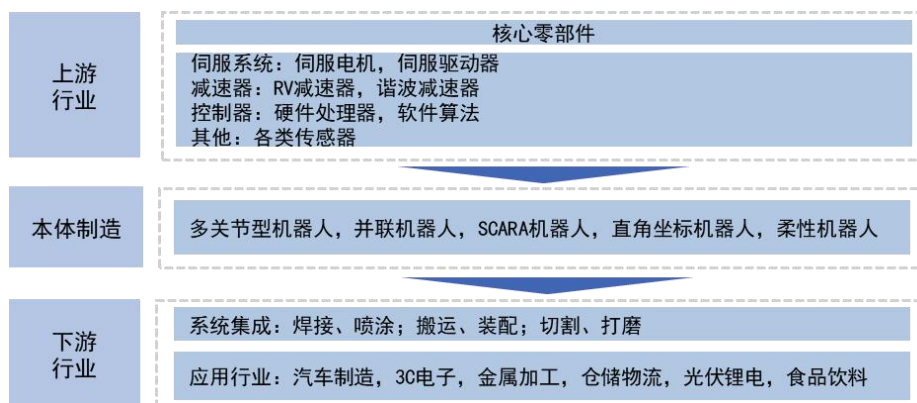 上游
行业
核心零部件
伺服系统：伺服电机，伺服驱动器
减速器：RV减速器，谐波减速器
控制器：硬件处理器，软件算法
其他：各类传感器
本体制造
多关节型机器人，并联机器人，SCARA机器人，直角坐标机器人，柔性机器人
下游
行业
系统集成：焊接、喷涂；搬运、装配；切割、打磨
应用行业：汽车制造，3C电子，金属加工，仓储物流，光伏锂电，食品饮料